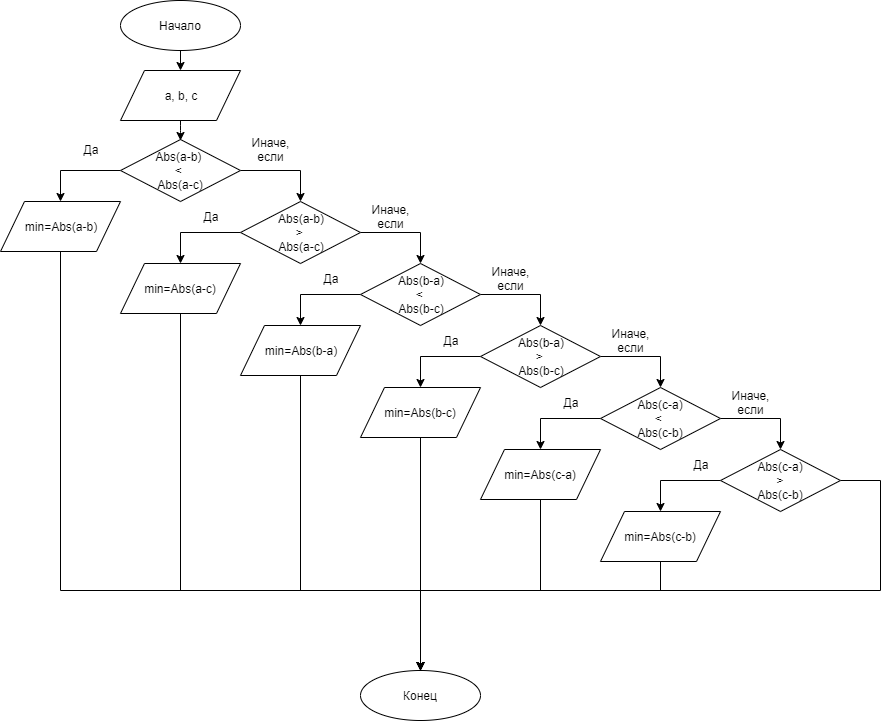 Начало
a, b, c
Да
Abs(a-b)
<
Abs(a-c)
Иначе,
если
min=Abs(a-b)
Да
Abs(a-b)
>
Abs(a-c)
Иначе,
если
min=Abs(a-c)
Да
Abs(b-a)
<
Abs(b-c)
Иначе,
если
min=Abs(b-a)
Да
Abs(b-a)
>
Abs(b-c)
Иначе,
если
min=Abs(b-c)
Да
Abs(c-a)
<
Abs(c-b)
Иначе,
если
min=Abs(c-a)
Да
Abs(c-a)
>
Abs(c-b)
min=Abs(c-b)
Конец